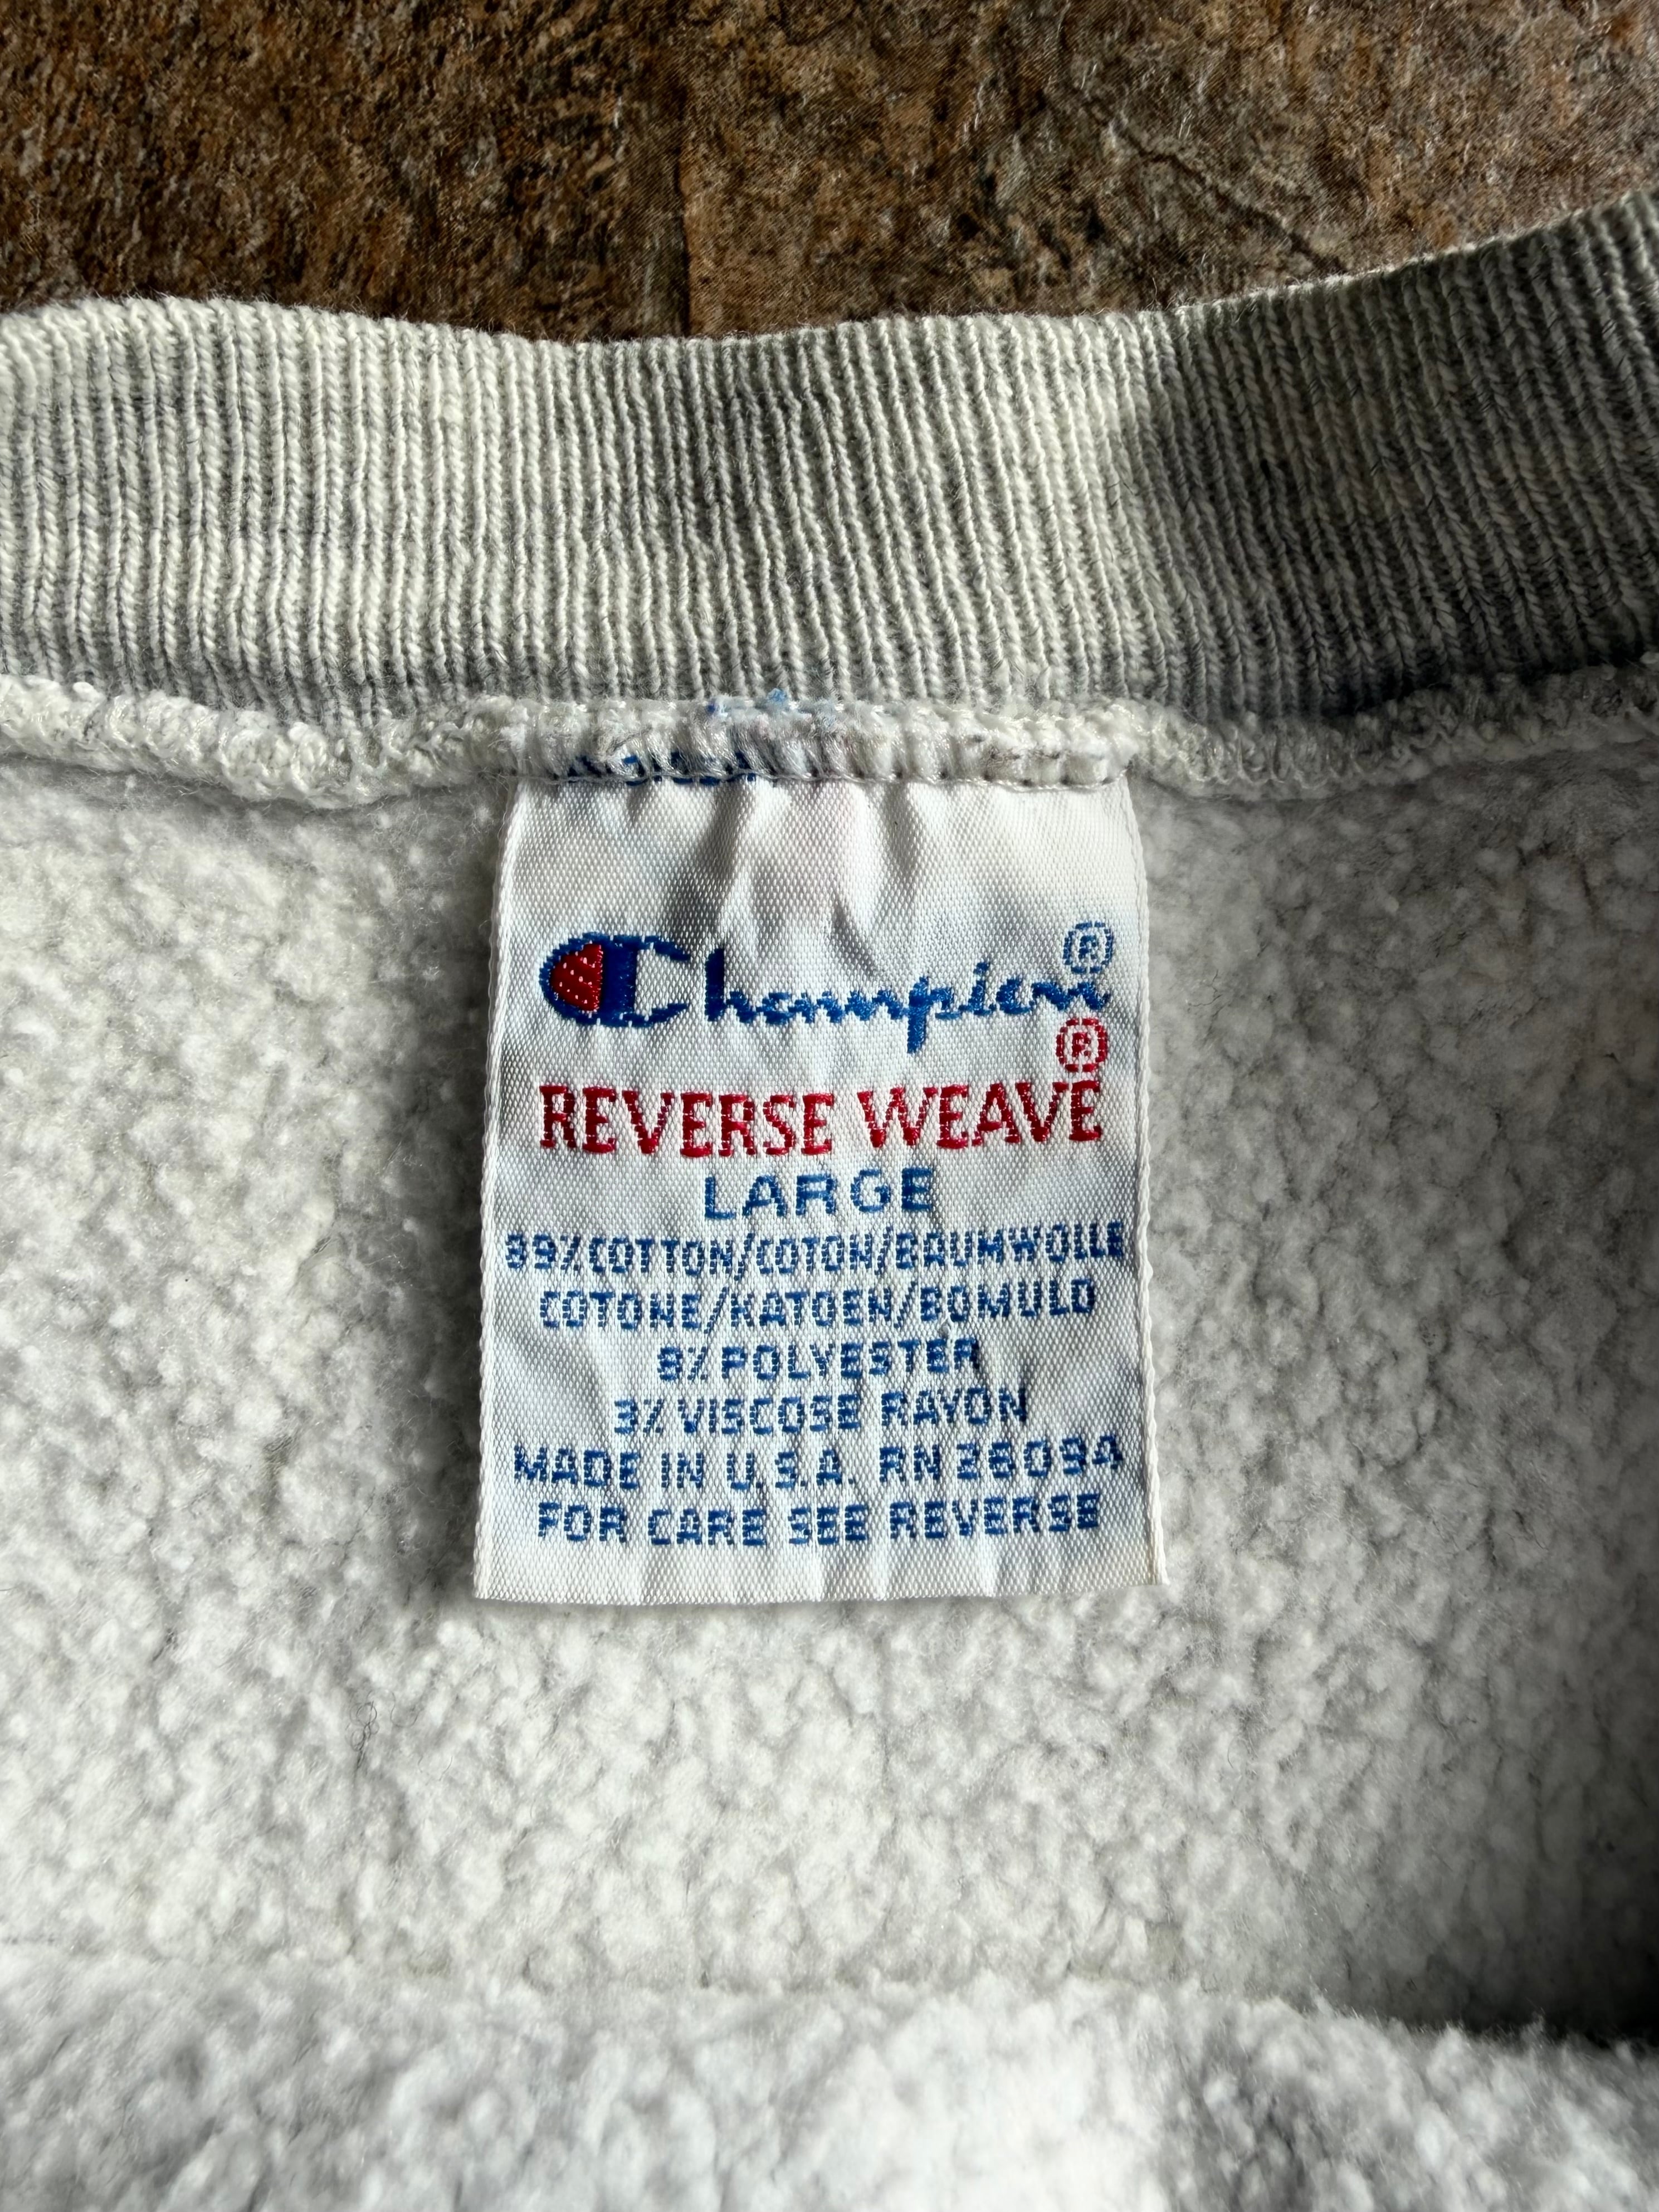 Champion®
REVERSE WEAVE®
LARGE
89% COTTON/COTON/BAUMWOLLE
COTONE/KATOEN/BOMULD
8% POLYESTER
3% VISCOSE RAYON
MADE IN U.S.A. RN 26094
FOR CARE SEE REVERSE